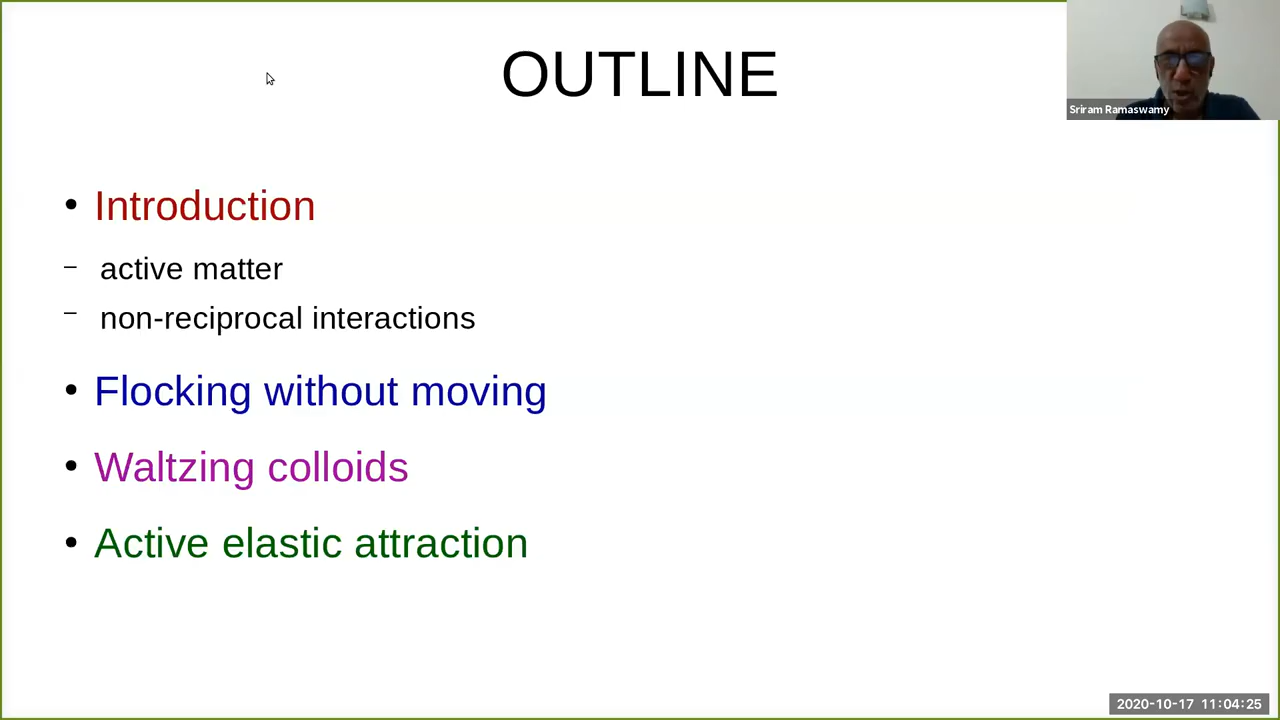 OUTLINE
Sriram Ramaswamy
• Introduction
– active matter
– non-reciprocal interactions
• Flocking without moving
• Waltzing colloids
• Active elastic attraction
2020-10-17 11:04:25